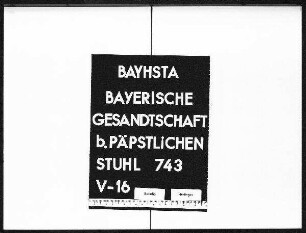 BAYHSTA
BAYERISCHE
GESANDTSCHAFT
b. PÄPSTLiCHEN
STUHL 743
V-16